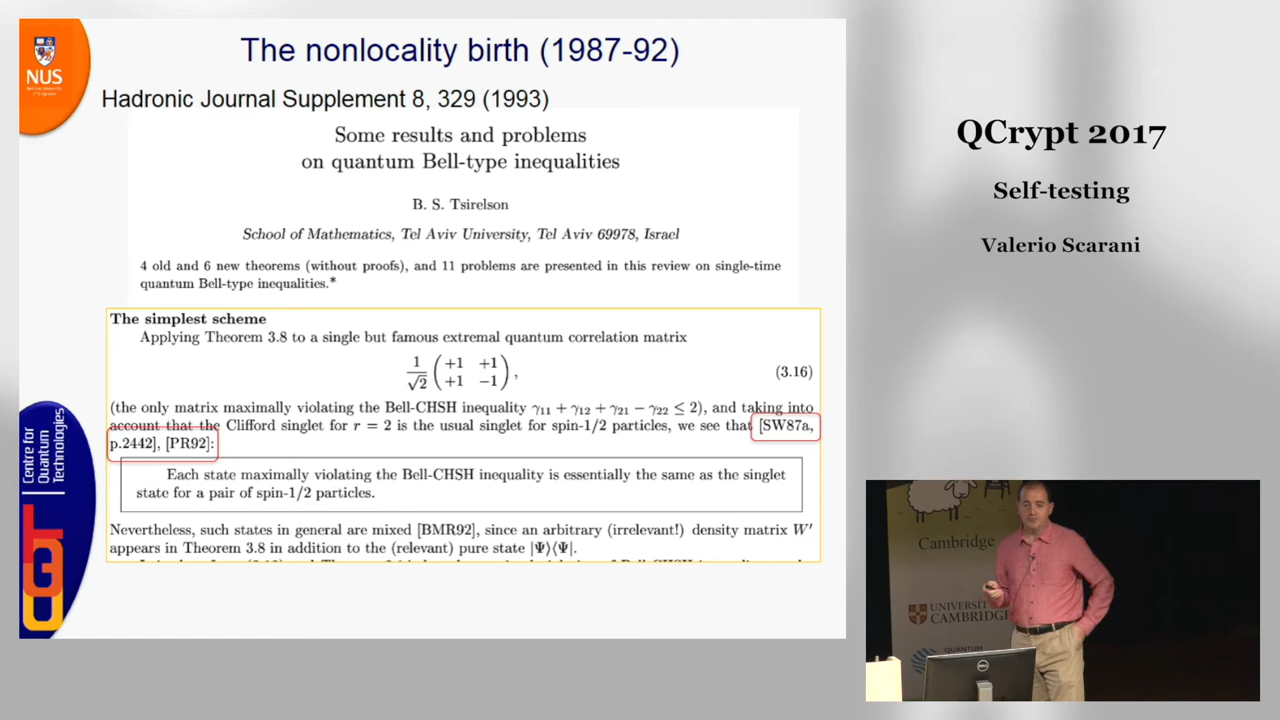 NUS
The nonlocality birth (1987-92)
Hadronic Journal Supplement 8, 329 (1993)
Some results and problems
on quantum Bell-type inequalities
B. S. Tsirelson
School of Mathematics, Tel Aviv University, Tel Aviv 69978, Israel
4 old and 6 new theorems (without proofs), and 11 problems are presented in this review on single-time
quantum Bell-type inequalities.*
The simplest scheme
Applying Theorem 3.8 to a single but famous extremal quantum correlation matrix
1/√2 ( +1 +1
+1 −1 ), (3.16)
(the only matrix maximally violating the Bell-CHSH inequality γ11 + γ12 + γ21 − γ22 ≤ 2), and taking into
account that the Clifford singlet for r = 2 is the usual singlet for spin-1/2 particles, we see that [SW87a,
p.2442], [PR92]:
Each state maximally violating the Bell-CHSH inequality is essentially the same as the singlet
state for a pair of spin-1/2 particles.
Nevertheless, such states in general are mixed [BMR92], since an arbitrary (irrelevant!) density matrix W′
appears in Theorem 3.8 in addition to the (relevant) pure state |Ψ⟩⟨Ψ|.
Centre for
Quantum
Technologies
QCrypt 2017
Self-testing
Valerio Scarani
Cambridge
CAMBRIDGE
QUANTUM
DELL